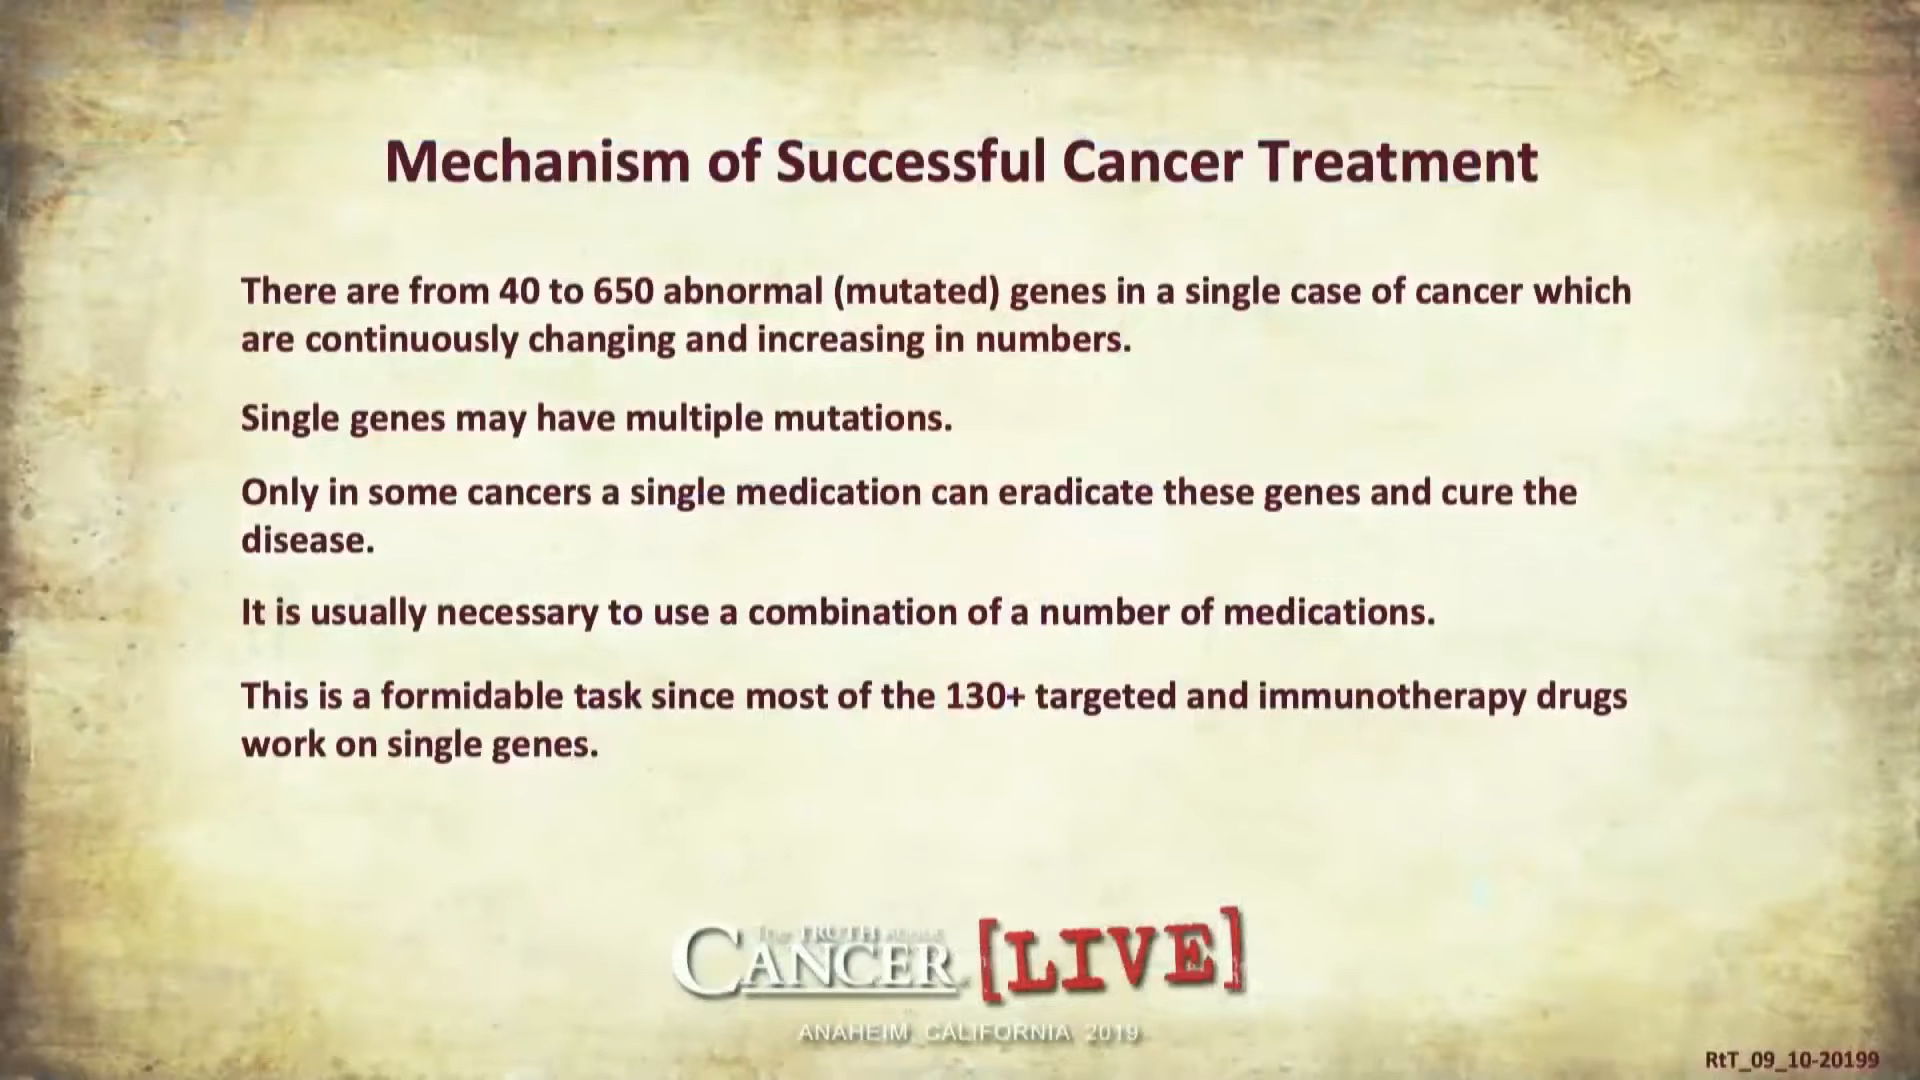 Mechanism of Successful Cancer Treatment
There are from 40 to 650 abnormal (mutated) genes in a single case of cancer which
are continuously changing and increasing in numbers.
Single genes may have multiple mutations.
Only in some cancers a single medication can eradicate these genes and cure the
disease.
It is usually necessary to use a combination of a number of medications.
This is a formidable task since most of the 130+ targeted and immunotherapy drugs
work on single genes.
The TRUTH about
CANCER [LIVE]
ANAHEIM, CALIFORNIA 2019
RtT_09_10-20199